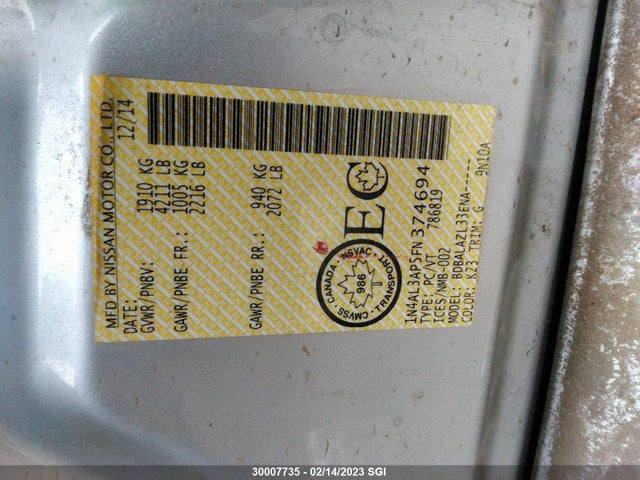 MFD BY NISSAN MOTOR CO., LTD.
DATE: 12/14
GVWR/PNBV: 1910 KG
4211 LB
GAWR/PNBE FR.: 1005 KG
2216 LB
GAWR/PNBE RR.: 940 KG
2072 LB
CANADA NSVAC TRANSPORT CMVSS
986
EC
1N4AL3AP5FN374694
TYPE: PC/VT 786819
ICES/NMB-002
MODEL: BDBALAZL33ENA-----
COLOR: K23 TRIM: G 9N10A
30007735 - 02/14/2023 SGI